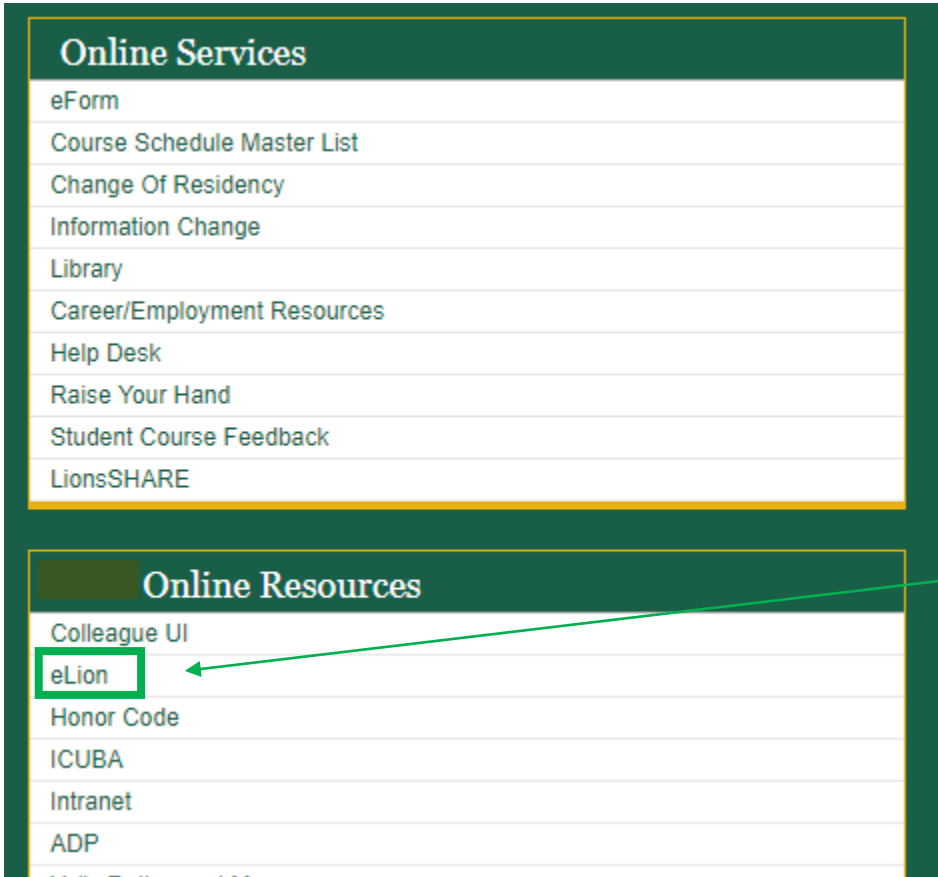 Online Services
eForm
Course Schedule Master List
Change Of Residency
Information Change
Library
Career/Employment Resources
Help Desk
Raise Your Hand
Student Course Feedback
LionsSHARE
Online Resources
Colleague UI
eLion
Honor Code
ICUBA
Intranet
ADP